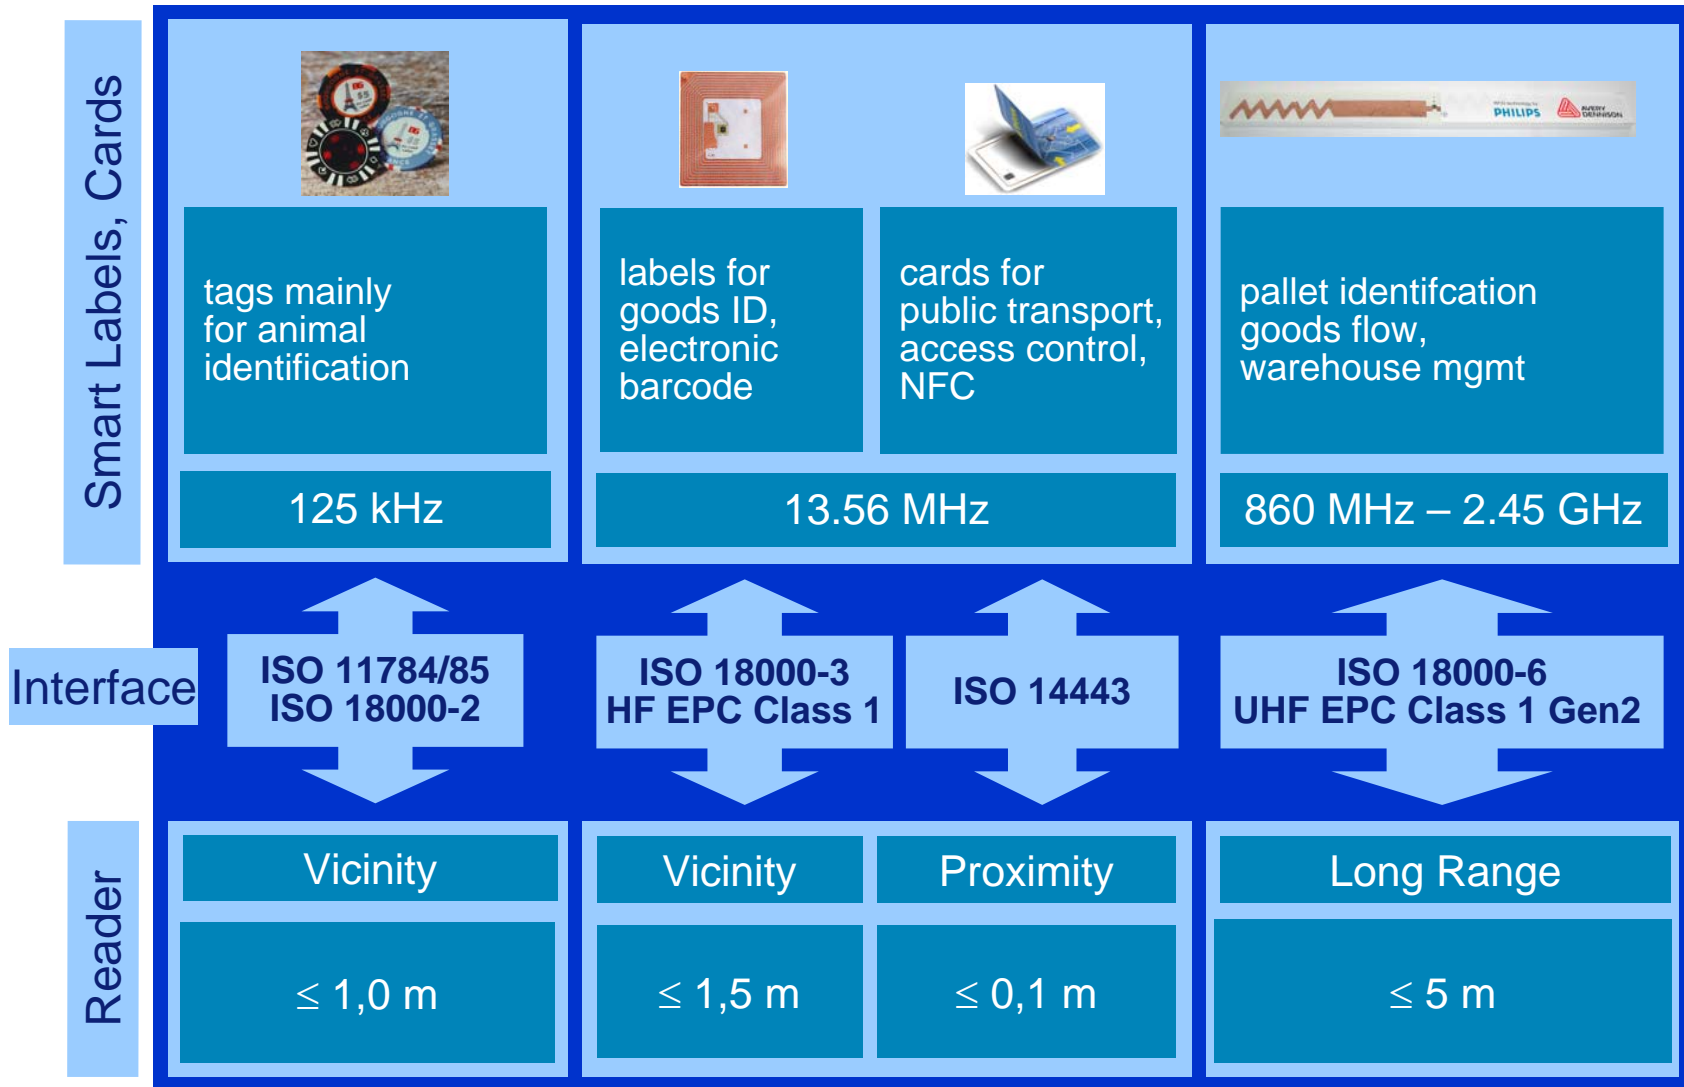 Smart Labels, Cards
PHILIPS
AVERY
DENNISON
tags mainly
for animal
identification
labels for
goods ID,
electronic
barcode
cards for
public transport,
access control,
NFC
pallet identifcation
goods flow,
warehouse mgmt
125 kHz
13.56 MHz
860 MHz – 2.45 GHz
Interface
ISO 11784/85
ISO 18000-2
ISO 18000-3
HF EPC Class 1
ISO 14443
ISO 18000-6
UHF EPC Class 1 Gen2
Reader
Vicinity
Vicinity
Proximity
Long Range
≤ 1,0 m
≤ 1,5 m
≤ 0,1 m
≤ 5 m